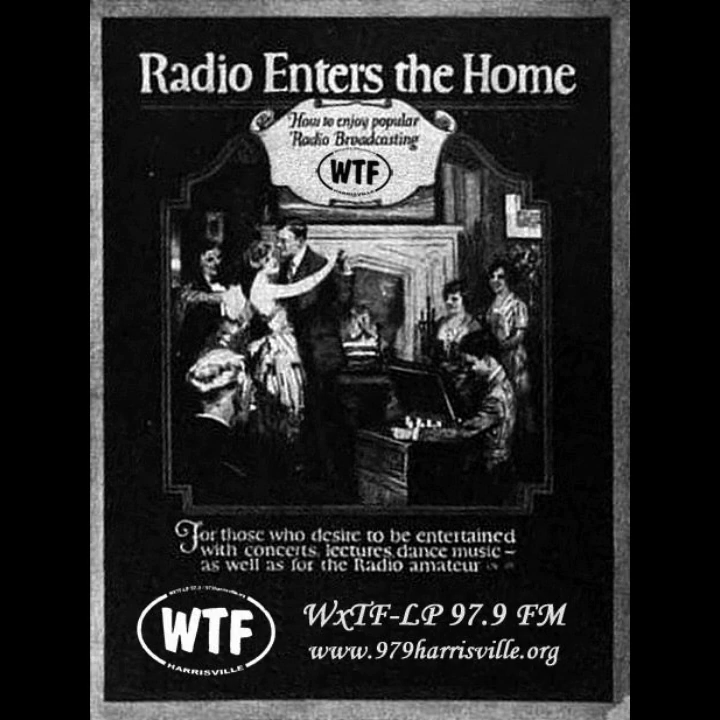 Radio Enters the Home
How to enjoy popular
Radio Broadcasting
WTF
HARRISVILLE
For those who desire to be entertained
with concerts, lectures, dance music —
as well as for the Radio amateur
WTF
HARRISVILLE
WxTF-LP 97.9 FM
www.979harrisville.org